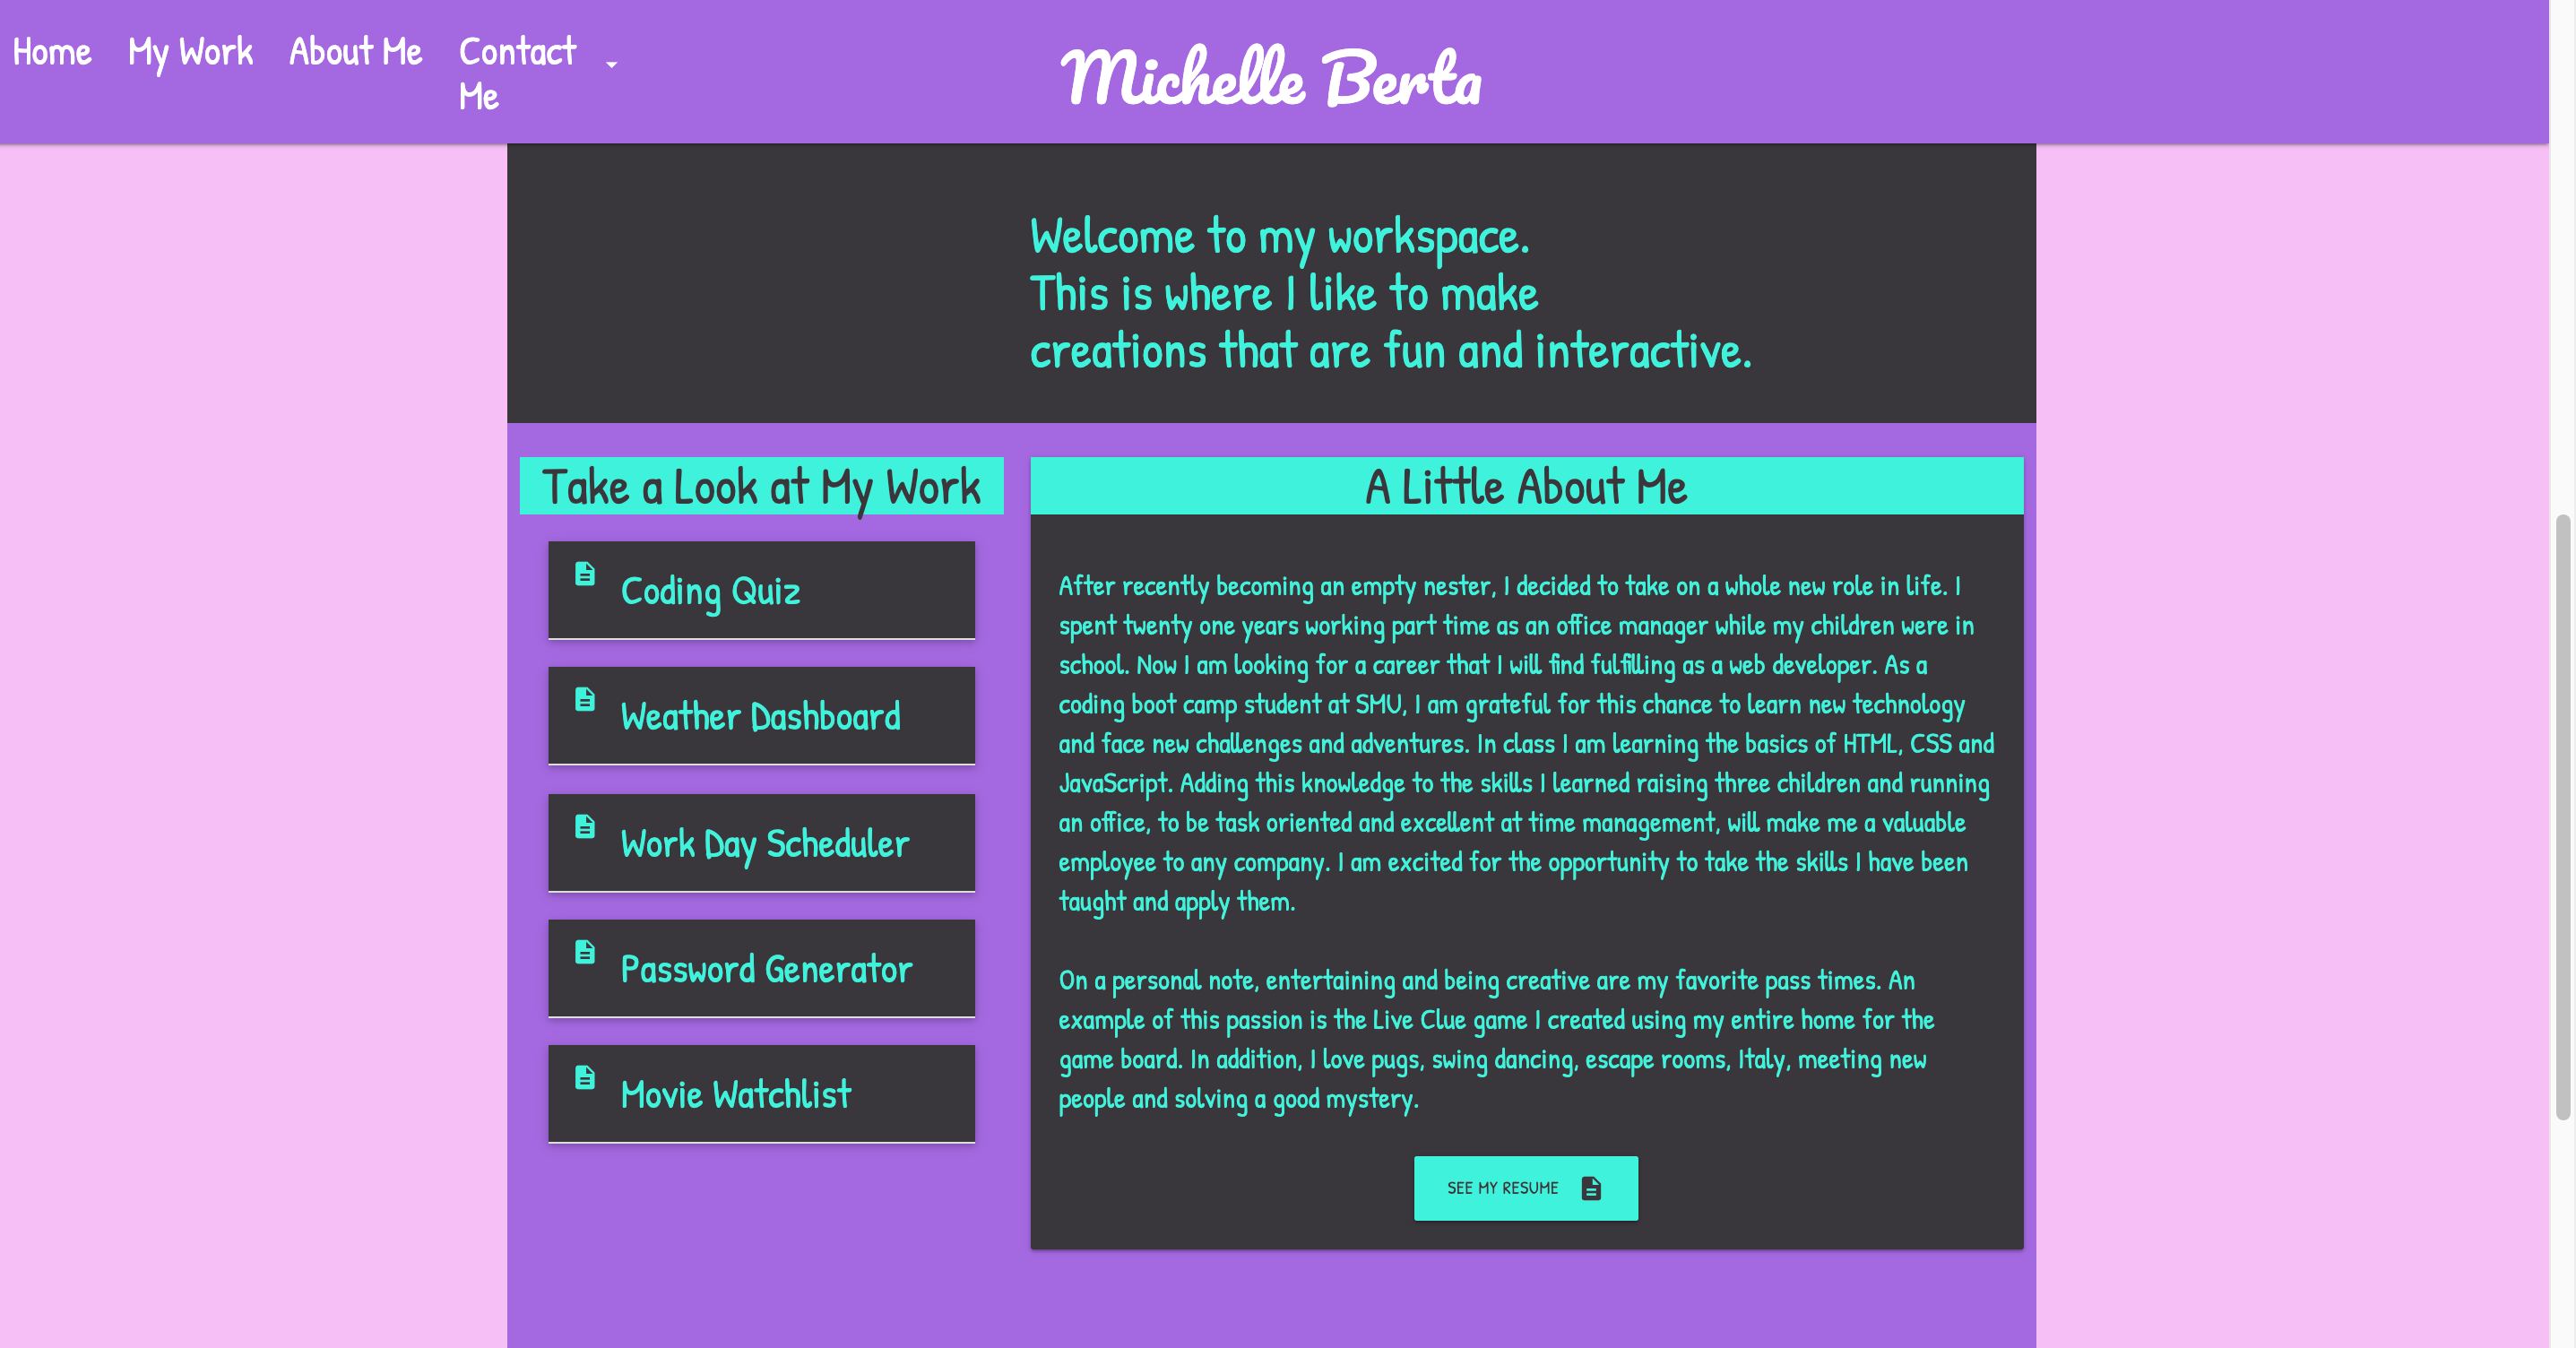 Home
My Work
About Me
Contact
Me
Michelle Berta
Welcome to my workspace.
This is where I like to make
creations that are fun and interactive.
Take a Look at My Work
Coding Quiz
Weather Dashboard
Work Day Scheduler
Password Generator
Movie Watchlist
A Little About Me
After recently becoming an empty nester, I decided to take on a whole new role in life. I
spent twenty one years working part time as an office manager while my children were in
school. Now I am looking for a career that I will find fulfilling as a web developer. As a
coding boot camp student at SMU, I am grateful for this chance to learn new technology
and face new challenges and adventures. In class I am learning the basics of HTML, CSS and
JavaScript. Adding this knowledge to the skills I learned raising three children and running
an office, to be task oriented and excellent at time management, will make me a valuable
employee to any company. I am excited for the opportunity to take the skills I have been
taught and apply them.
On a personal note, entertaining and being creative are my favorite pass times. An
example of this passion is the Live Clue game I created using my entire home for the
game board. In addition, I love pugs, swing dancing, escape rooms, Italy, meeting new
people and solving a good mystery.
SEE MY RESUME